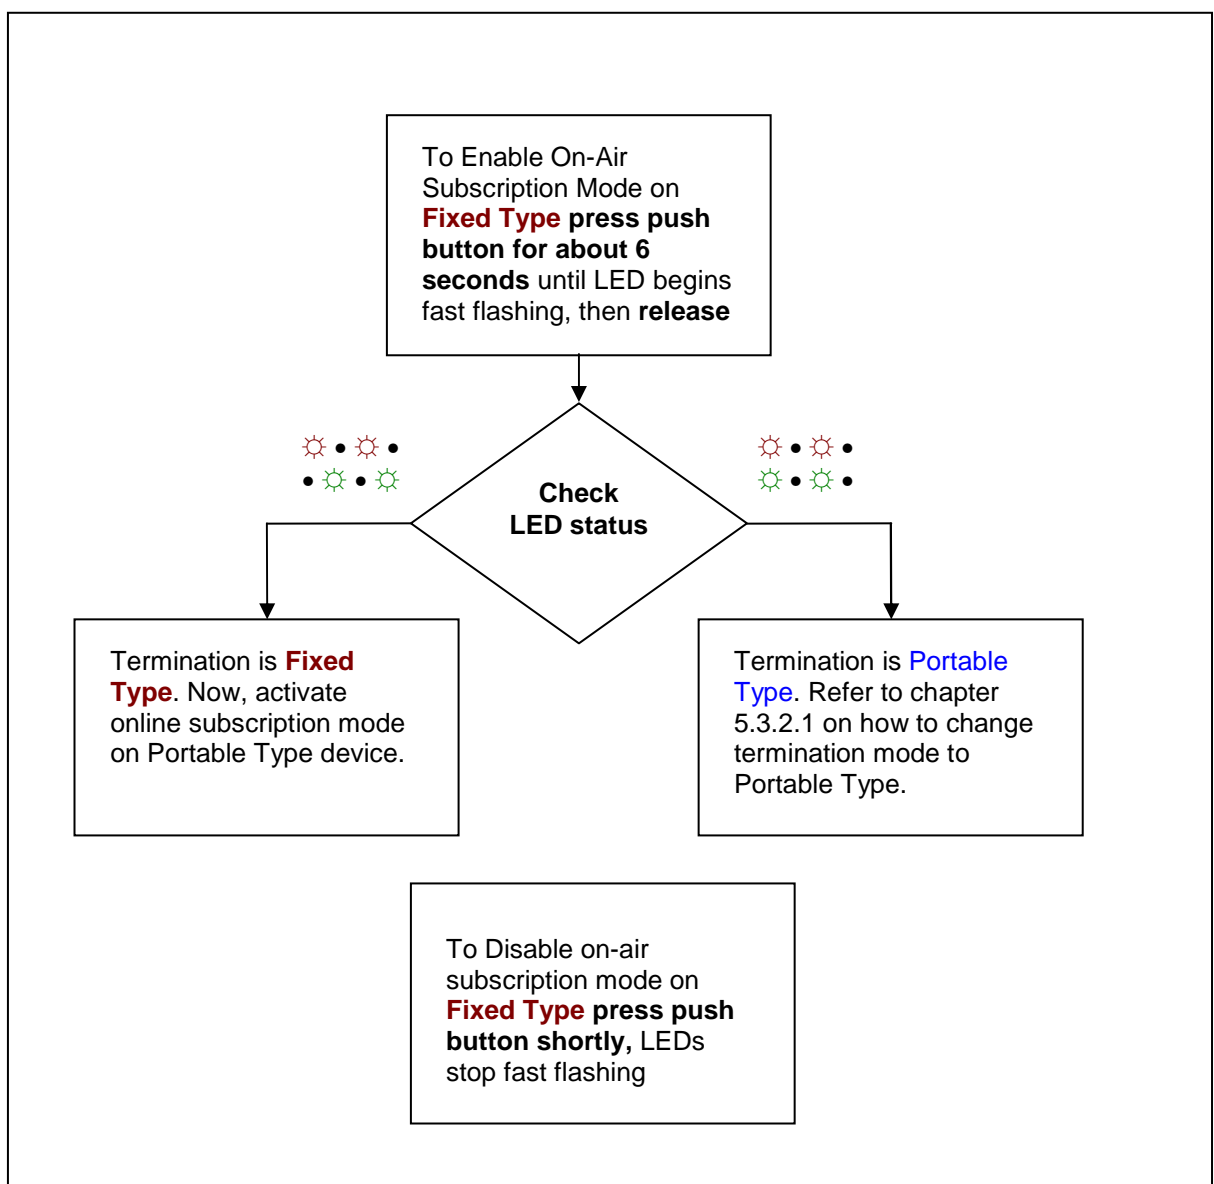 To Enable On-Air
Subscription Mode on
Fixed Type press push
button for about 6
seconds until LED begins
fast flashing, then release
Check
LED status
Termination is Fixed
Type. Now, activate
online subscription mode
on Portable Type device.
Termination is Portable
Type. Refer to chapter
5.3.2.1 on how to change
termination mode to
Portable Type.
To Disable on-air
subscription mode on
Fixed Type press push
button shortly, LEDs
stop fast flashing